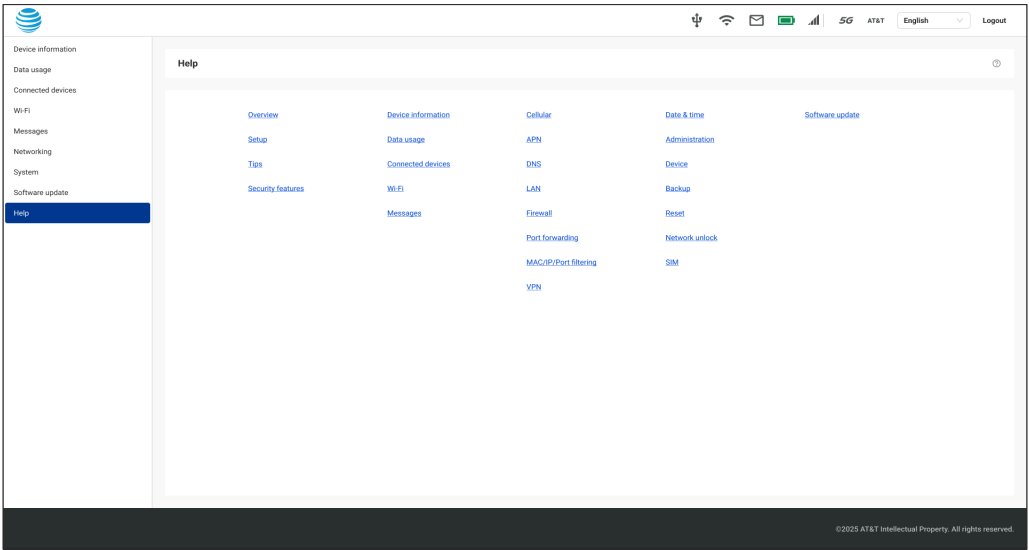 5G AT&T English Logout
Device information
Data usage
Connected devices
Wi-Fi
Messages
Networking
System
Software update
Help
Help
Overview Device information Cellular Date & time Software update
Setup Data usage APN Administration
Tips Connected devices DNS Device
Security features Wi-Fi LAN Backup
Messages Firewall Reset
Port forwarding Network unlock
MAC/IP/Port filtering SIM
VPN
©2025 AT&T Intellectual Property. All rights reserved.